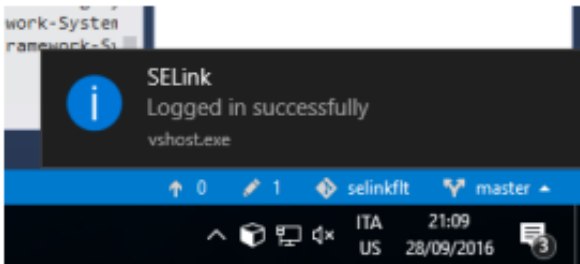 work-System
ramework-Sy
SELink
Logged in successfully
vshost.exe
0 1 selinkflt master
ITA 21:09
US 28/09/2016 3